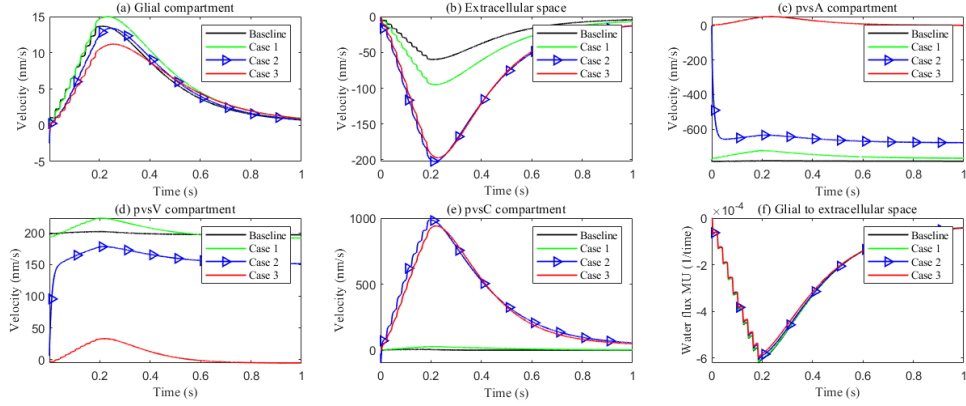 (a) Glial compartment
Velocity (nm/s)
15
10
5
0
-5
Baseline
Case 1
Case 2
Case 3
0.2
0.4
0.6
0.8
1
Time (s)
(b) Extracellular space
Velocity (nm/s)
0
-50
-100
-150
-200
Baseline
Case 1
Case 2
Case 3
0
0.2
0.4
0.6
0.8
1
Time (s)
(c) pvsA compartment
Velocity (nm/s)
0
-200
-400
-600
Baseline
Case 1
Case 2
Case 3
0
0.2
0.4
0.6
0.8
1
Time (s)
(d) pvsV compartment
Velocity (nm/s)
200
150
100
50
0
Baseline
Case 1
Case 2
Case 3
0.2
0.4
0.6
0.8
1
Time (s)
(e) pvsC compartment
Velocity (nm/s)
1000
500
0
Baseline
Case 1
Case 2
Case 3
0
0.2
0.4
0.6
0.8
1
Time (s)
×10-4
(f) Glial to extracellular space
Water flux MU (1/time)
0
-2
-4
-6
Baseline
Case 1
Case 2
Case 3
0
0.2
0.4
0.6
0.8
1
Time (s)